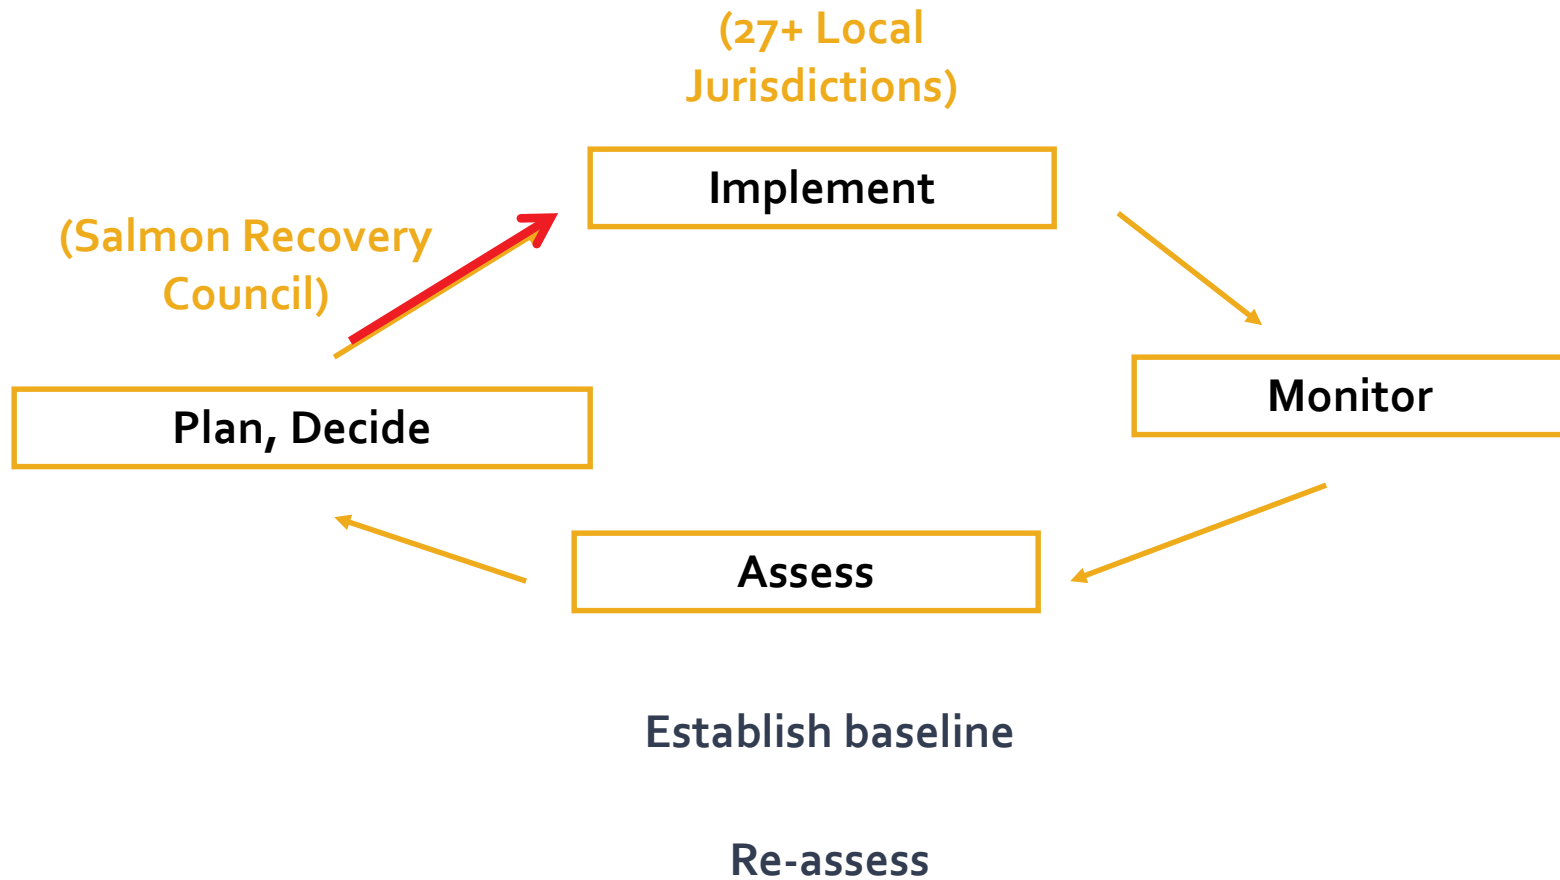 (27+ Local
Jurisdictions)
Implement
(Salmon Recovery
Council)
Monitor
Plan, Decide
Assess
Establish baseline
Re-assess